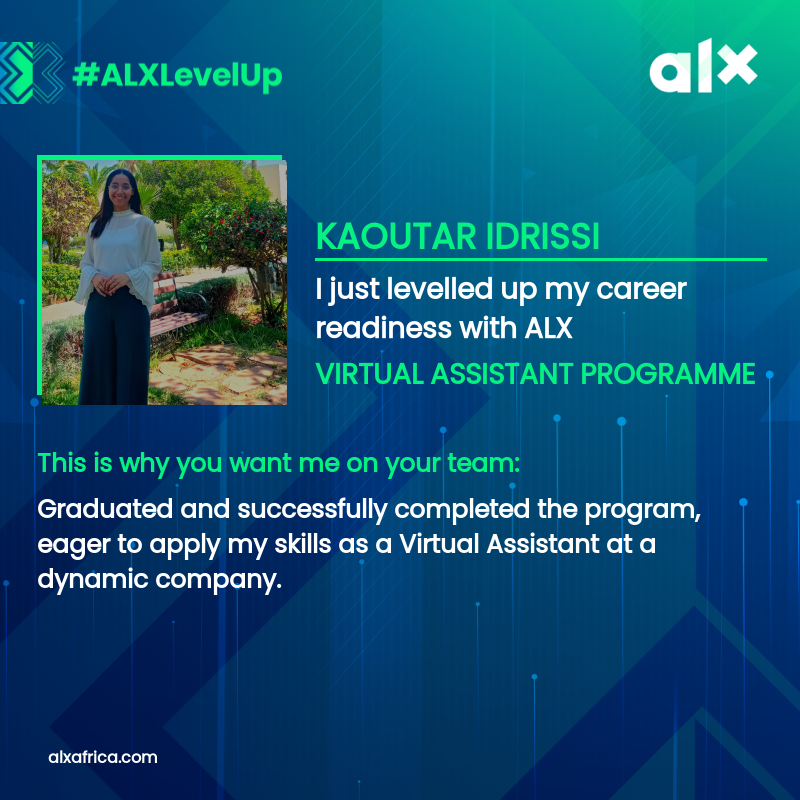 #ALXLevelUp
alx
KAOUTAR IDRISSI
I just levelled up my career
readiness with ALX
VIRTUAL ASSISTANT PROGRAMME
This is why you want me on your team:
Graduated and successfully completed the program,
eager to apply my skills as a Virtual Assistant at a
dynamic company.
alxafrica.com